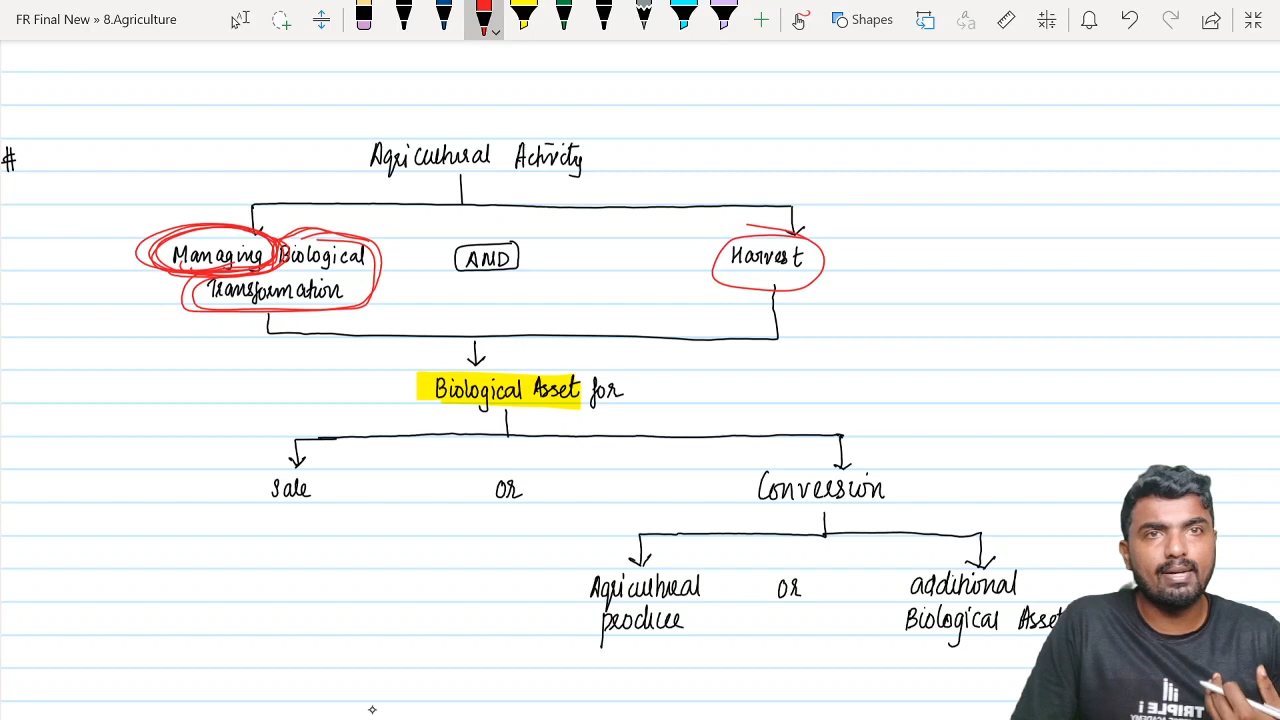 FR Final New » 8.Agriculture
Shapes
#
Agricultural Activity
Managing Biological
Transformation
AND
Harvest
Biological Asset for
Sale or Conversion
Agricultural or additional
produce Biological Asset
TRIPLE i